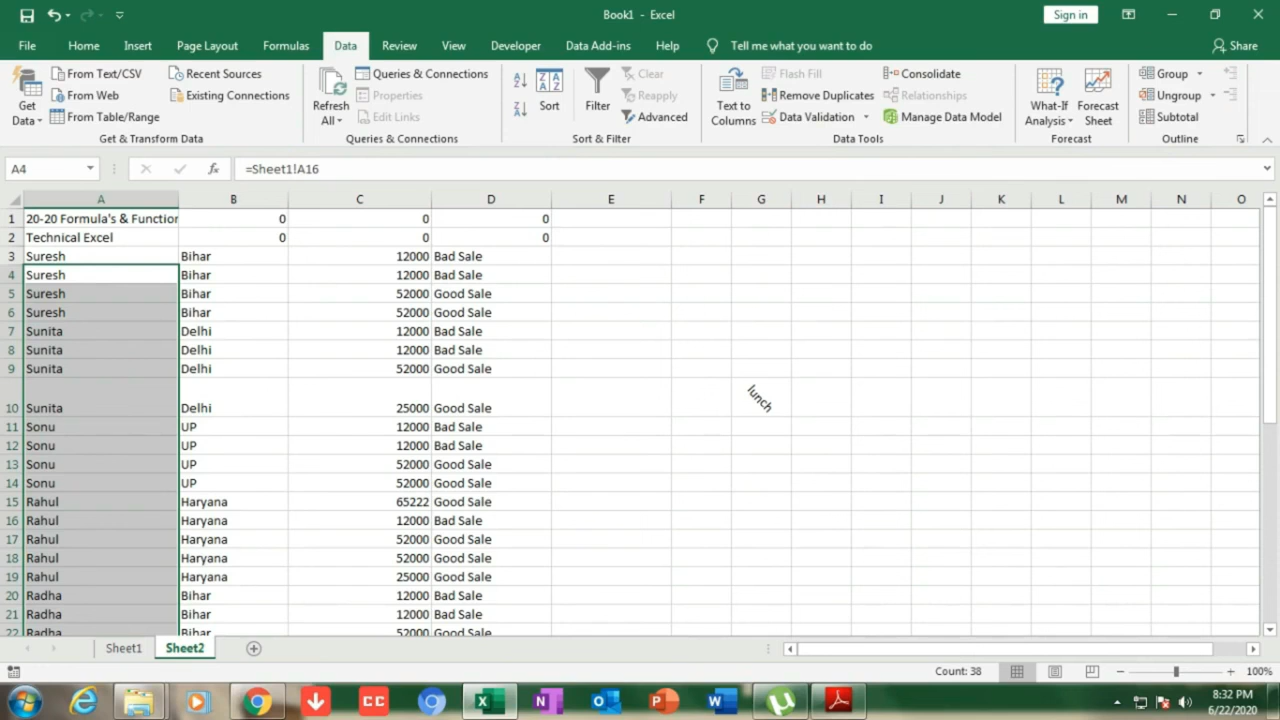 Book1 - Excel
Sign in
File Home Insert Page Layout Formulas Data Review View Developer Data Add-ins Help Tell me what you want to do Share
Get Data
From Text/CSV
From Web
From Table/Range
Recent Sources
Existing Connections
Get & Transform Data
Refresh All
Queries & Connections
Properties
Edit Links
Queries & Connections
Sort
Filter
Clear
Reapply
Advanced
Sort & Filter
Text to Columns
Flash Fill
Remove Duplicates
Data Validation
Consolidate
Relationships
Manage Data Model
Data Tools
What-If Analysis
Forecast Sheet
Forecast
Group
Ungroup
Subtotal
Outline
A4 fx =Sheet1!A16
A B C D E F G H I J K L M N O
1 20-20 Formula's & Function 0 0 0
2 Technical Excel 0 0 0
3 Suresh Bihar 12000 Bad Sale
4 Suresh Bihar 12000 Bad Sale
5 Suresh Bihar 52000 Good Sale
6 Suresh Bihar 52000 Good Sale
7 Sunita Delhi 12000 Bad Sale
8 Sunita Delhi 12000 Bad Sale
9 Sunita Delhi 52000 Good Sale
lunch
10 Sunita Delhi 25000 Good Sale
11 Sonu UP 12000 Bad Sale
12 Sonu UP 12000 Bad Sale
13 Sonu UP 52000 Good Sale
14 Sonu UP 52000 Good Sale
15 Rahul Haryana 65222 Good Sale
16 Rahul Haryana 12000 Bad Sale
17 Rahul Haryana 52000 Good Sale
18 Rahul Haryana 52000 Good Sale
19 Rahul Haryana 25000 Good Sale
20 Radha Bihar 12000 Bad Sale
21 Radha Bihar 12000 Bad Sale
22 Radha Bihar 52000 Good Sale
Sheet1 Sheet2
Count: 38 100%
CC
8:32 PM
6/22/2020